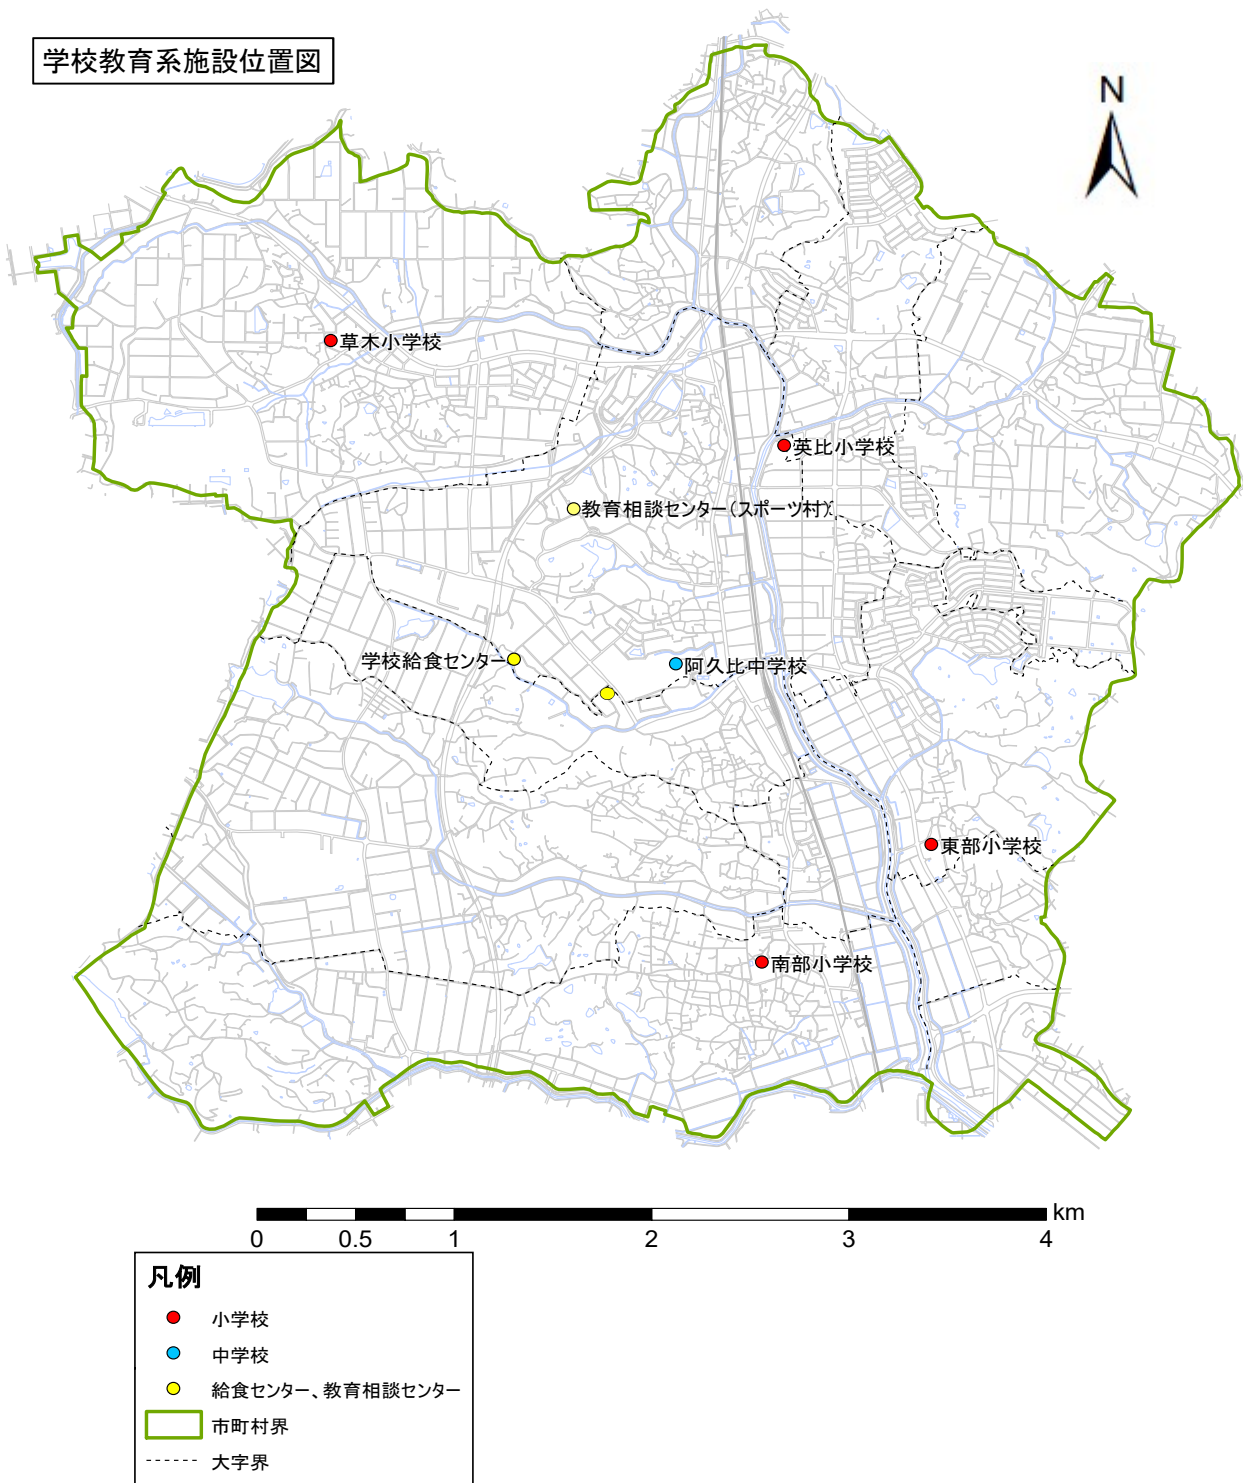 学校教育系施設位置図
N
草木小学校
英比小学校
教育相談センター（スポーツ村）
学校給食センター
阿久比中学校
東部小学校
南部小学校
km
0 0.5 1 2 3 4
凡例
小学校
中学校
給食センター、教育相談センター
市町村界
大字界